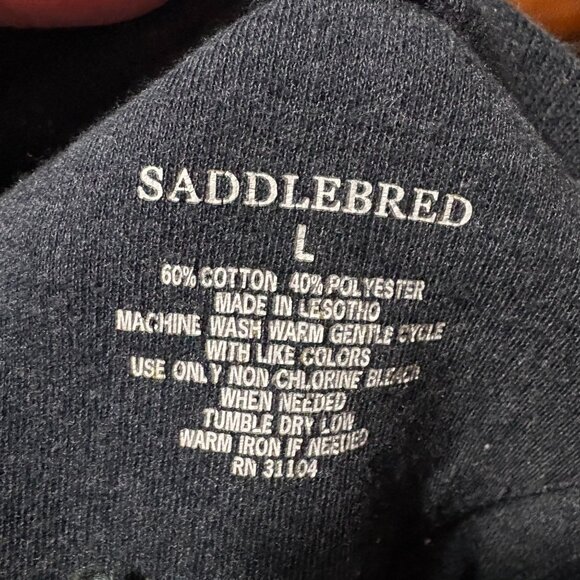 SADDLEBRED
L
60% COTTON 40% POLYESTER
MADE IN LESOTHO
MACHINE WASH WARM GENTLE CYCLE
WITH LIKE COLORS
USE ONLY NON CHLORINE BLEACH
WHEN NEEDED
TUMBLE DRY LOW
WARM IRON IF NEEDED
RN 31104